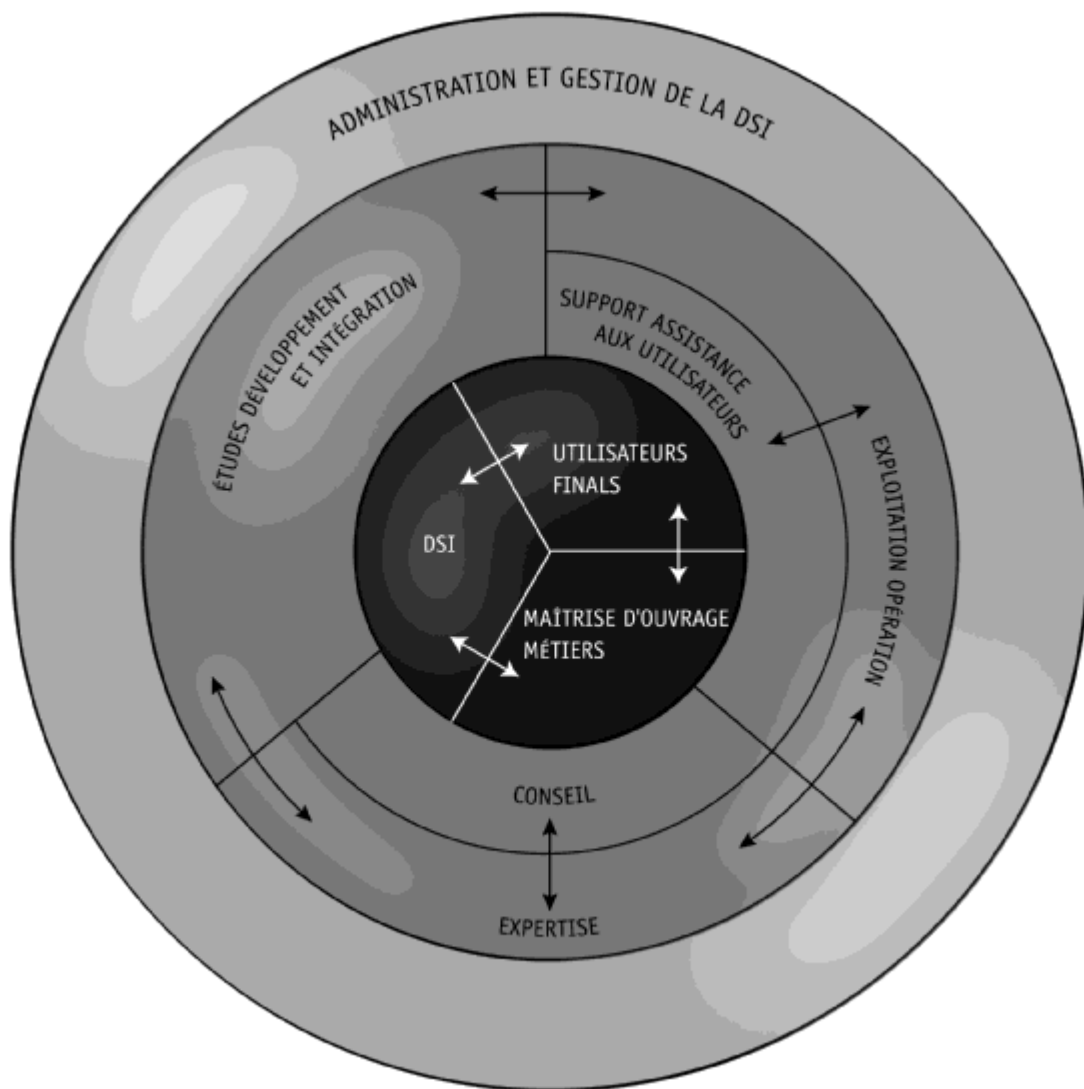 ADMINISTRATION ET GESTION DE LA DSI
ÉTUDES DÉVELOPPEMENT
ET INTÉGRATION
SUPPORT ASSISTANCE
AUX UTILISATEURS
EXPLOITATION OPÉRATION
UTILISATEURS
FINALS
DSI
MAÎTRISE D'OUVRAGE
MÉTIERS
CONSEIL
EXPERTISE